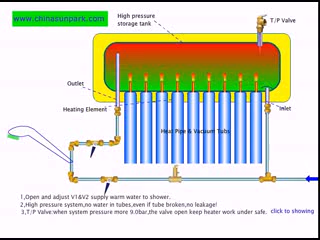 www.chinasunpark.com
High pressure
storage tank
T/P Valve
Outlet
Heating Element
Inlet
Heat Pipe & Vacuum Tubs
1,Open and adjust V1&V2 supply warm water to shower.
2,High pressure system,no water in tubes,even if tube broken,no leakage!
3,T/P Valve:when system pressure more 9.0bar,the valve open keep heater work under safe.
click to showing